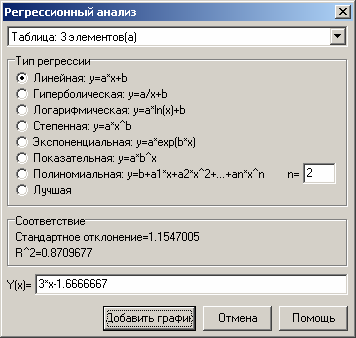 Регрессионный анализ
Таблица: 3 элементов(а)
Тип регрессии
Линейная: y=a*x+b
Гиперболическая: y=a/x+b
Логарифмическая: y=a*ln(x)+b
Степенная: y=a*x^b
Экспоненциальная: y=a*exp(b*x)
Показательная: y=a*b^x
Полиномиальная: y=b+a1*x+a2*x^2+...+an*x^n n= 2
Лучшая
Соответствие
Стандартное отклонение=1.1547005
R^2=0.8709677
Y(x)= 3*x-1.6666667
Добавить график Отмена Помощь